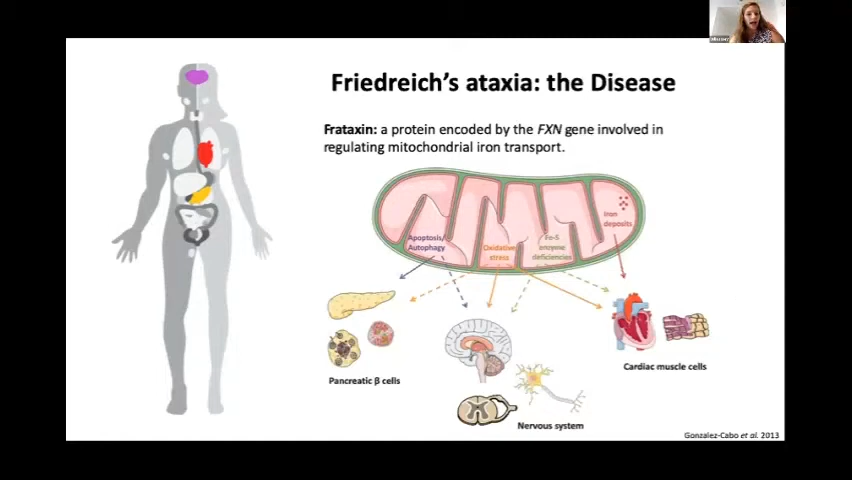 Friedreich's ataxia: the Disease
Frataxin: a protein encoded by the FXN gene involved in
regulating mitochondrial iron transport.
Iron
deposits
Apoptosis/
Autophagy
Oxidative
stress
Fe-S
enzyme
deficiencies
Pancreatic β cells
Cardiac muscle cells
Nervous system
Gonzalez-Cabo et al. 2013